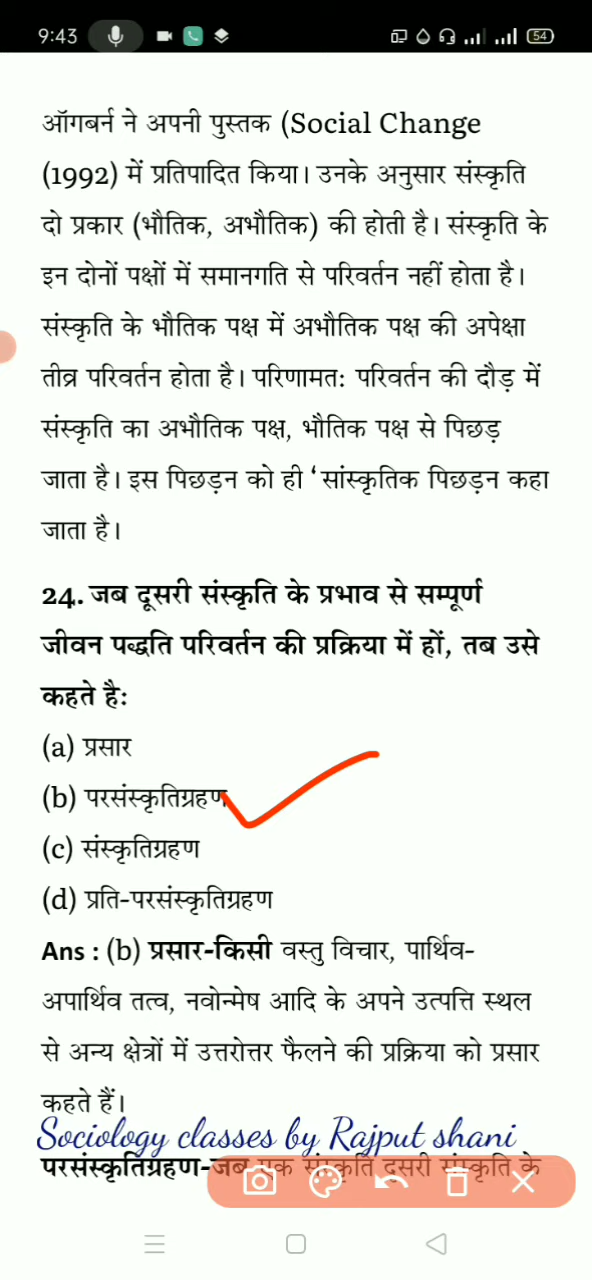 9:43
54
ऑगबर्न ने अपनी पुस्तक (Social Change
(1992) में प्रतिपादित किया। उनके अनुसार संस्कृति
दो प्रकार (भौतिक, अभौतिक) की होती है। संस्कृति के
इन दोनों पक्षों में समानगति से परिवर्तन नहीं होता है।
संस्कृति के भौतिक पक्ष में अभौतिक पक्ष की अपेक्षा
तीव्र परिवर्तन होता है। परिणामत: परिवर्तन की दौड़ में
संस्कृति का अभौतिक पक्ष, भौतिक पक्ष से पिछड़
जाता है। इस पिछड़न को ही ‘सांस्कृतिक पिछड़न कहा
जाता है।
24. जब दूसरी संस्कृति के प्रभाव से सम्पूर्ण
जीवन पद्धति परिवर्तन की प्रक्रिया में हों, तब उसे
कहते है:
(a) प्रसार
(b) परसंस्कृतिग्रहण
(c) संस्कृतिग्रहण
(d) प्रति-परसंस्कृतिग्रहण
Ans : (b) प्रसार-किसी वस्तु विचार, पार्थिव-
अपार्थिव तत्व, नवोन्मेष आदि के अपने उत्पत्ति स्थल
से अन्य क्षेत्रों में उत्तरोत्तर फैलने की प्रक्रिया को प्रसार
कहते हैं।
Sociology classes by Rajput shani
परसंस्कृतिग्रहण-जब एक संस्कृति दूसरी संस्कृति के